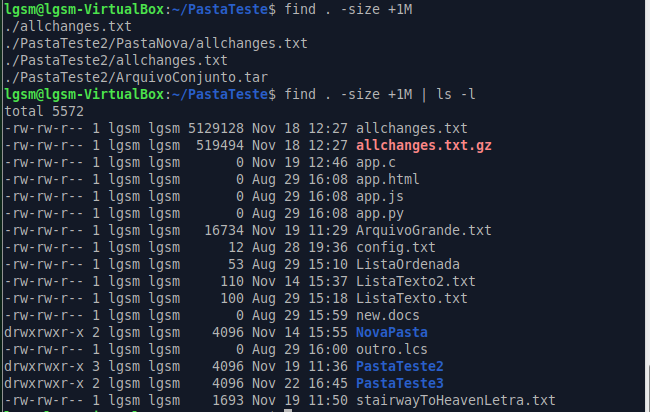 lgsm@lgsm-VirtualBox:~/PastaTeste$ find . -size +1M
./allchanges.txt
./PastaTeste2/PastaNova/allchanges.txt
./PastaTeste2/allchanges.txt
./PastaTeste2/ArquivoConjunto.tar
lgsm@lgsm-VirtualBox:~/PastaTeste$ find . -size +1M | ls -l
total 5572
-rw-rw-r-- 1 lgsm lgsm 5129128 Nov 18 12:27 allchanges.txt
-rw-rw-r-- 1 lgsm lgsm  519494 Nov 18 12:27 allchanges.txt.gz
-rw-rw-r-- 1 lgsm lgsm       0 Nov 19 12:46 app.c
-rw-rw-r-- 1 lgsm lgsm       0 Aug 29 16:08 app.html
-rw-rw-r-- 1 lgsm lgsm       0 Aug 29 16:08 app.js
-rw-rw-r-- 1 lgsm lgsm       0 Aug 29 16:08 app.py
-rw-rw-r-- 1 lgsm lgsm   16734 Nov 19 11:29 ArquivoGrande.txt
-rw-rw-r-- 1 lgsm lgsm      12 Aug 28 19:36 config.txt
-rw-rw-r-- 1 lgsm lgsm      53 Aug 29 15:10 ListaOrdenada
-rw-rw-r-- 1 lgsm lgsm     110 Nov 14 15:37 ListaTexto2.txt
-rw-rw-r-- 1 lgsm lgsm     100 Aug 29 15:18 ListaTexto.txt
-rw-rw-r-- 1 lgsm lgsm       0 Aug 29 15:59 new.docs
drwxrwxr-x 2 lgsm lgsm    4096 Nov 14 15:55 NovaPasta
-rw-rw-r-- 1 lgsm lgsm       0 Aug 29 16:00 outro.lcs
drwxrwxr-x 3 lgsm lgsm    4096 Nov 19 11:36 PastaTeste2
drwxrwxr-x 2 lgsm lgsm    4096 Nov 22 16:45 PastaTeste3
-rw-rw-r-- 1 lgsm lgsm    1693 Nov 19 11:50 stairwayToHeavenLetra.txt